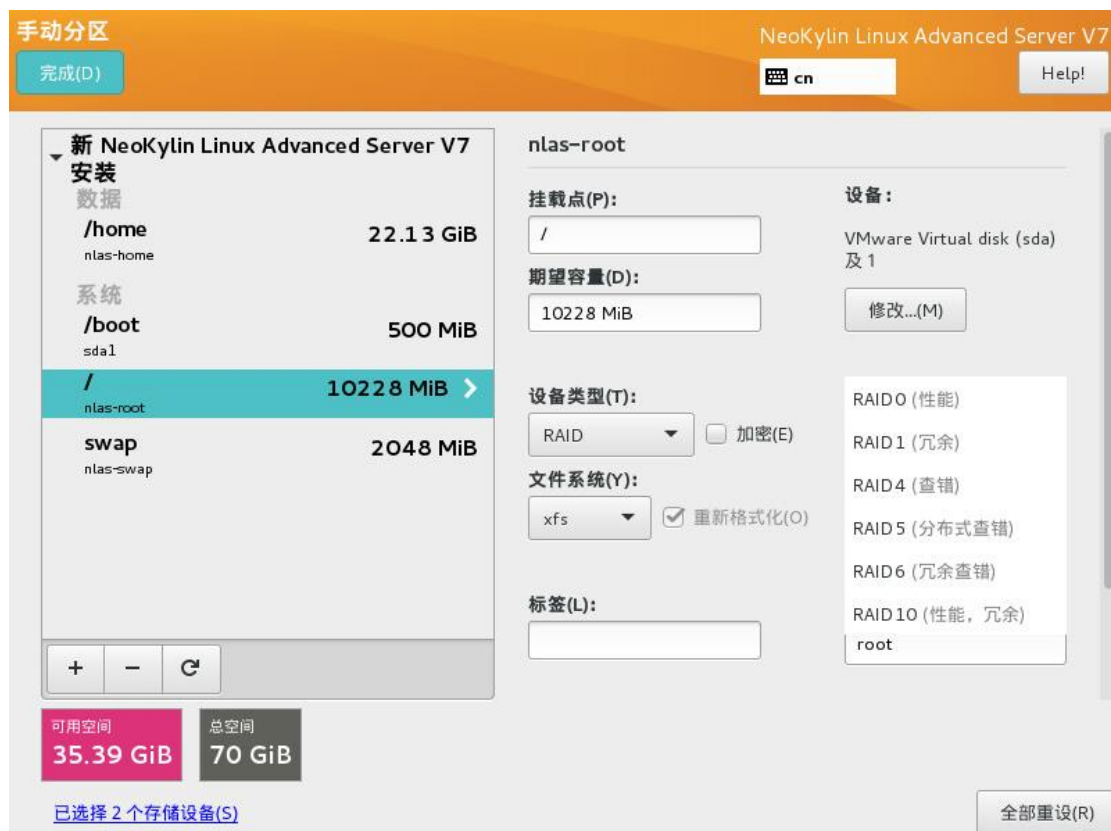 手动分区
NeoKylin Linux Advanced Server V7
完成(D)
cn
Help!
新 NeoKylin Linux Advanced Server V7
安装
数据
/home
22.13 GiB
nlas-home
系统
/boot
500 MiB
sda1
/
10228 MiB
nlas-root
swap
2048 MiB
nlas-swap
nlas-root
挂载点(P):
/
期望容量(D):
10228 MiB
设备:
VMware Virtual disk (sda)
及 1
修改...(M)
设备类型(T):
RAID
加密(E)
文件系统(Y):
xfs
重新格式化(O)
标签(L):
RAID0 (性能)
RAID1 (冗余)
RAID4 (查错)
RAID5 (分布式查错)
RAID6 (冗余查错)
RAID10 (性能，冗余)
root
可用空间
35.39 GiB
总空间
70 GiB
已选择 2 个存储设备(S)
全部重设(R)